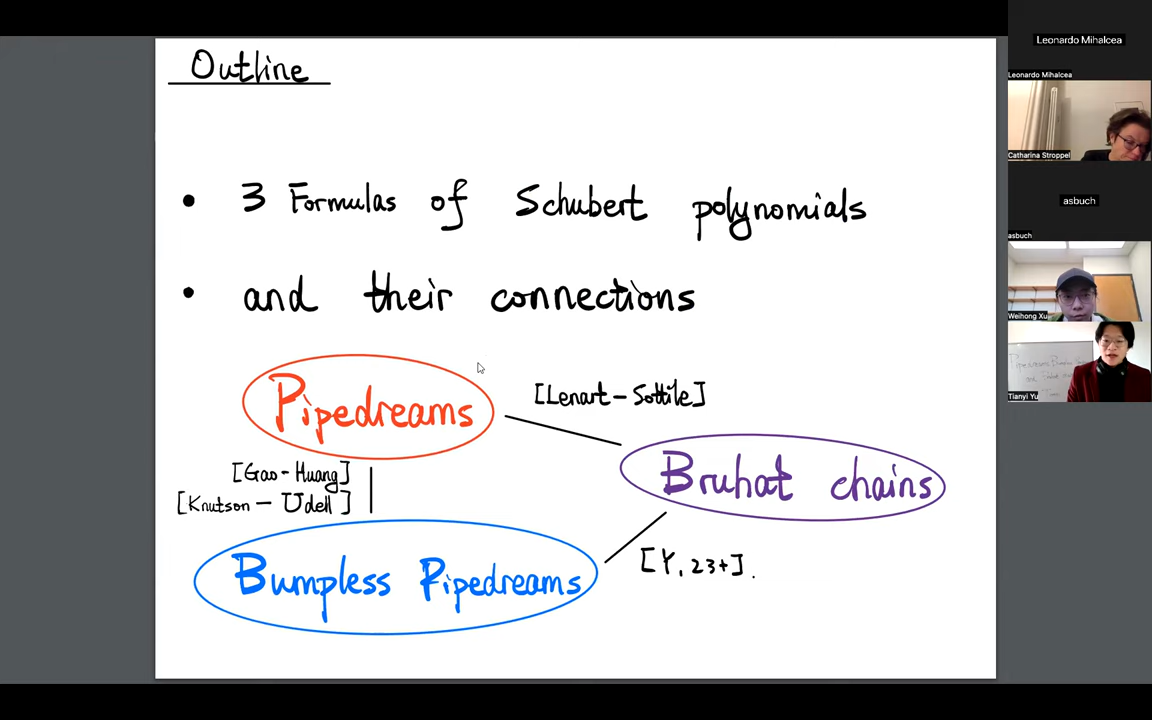 Outline
• 3 Formulas of Schubert polynomials
• and their connections
Pipedreams
[Lenart-Sottile]
Bruhat chains
[Gao-Huang]
[Knutson-Udell]
Bumpless Pipedreams
[Y, 23+].
Leonardo Mihalcea
Leonardo Mihalcea
Catharina Stroppel
asbuch
asbuch
Weihong Xu
Tianyi Yu